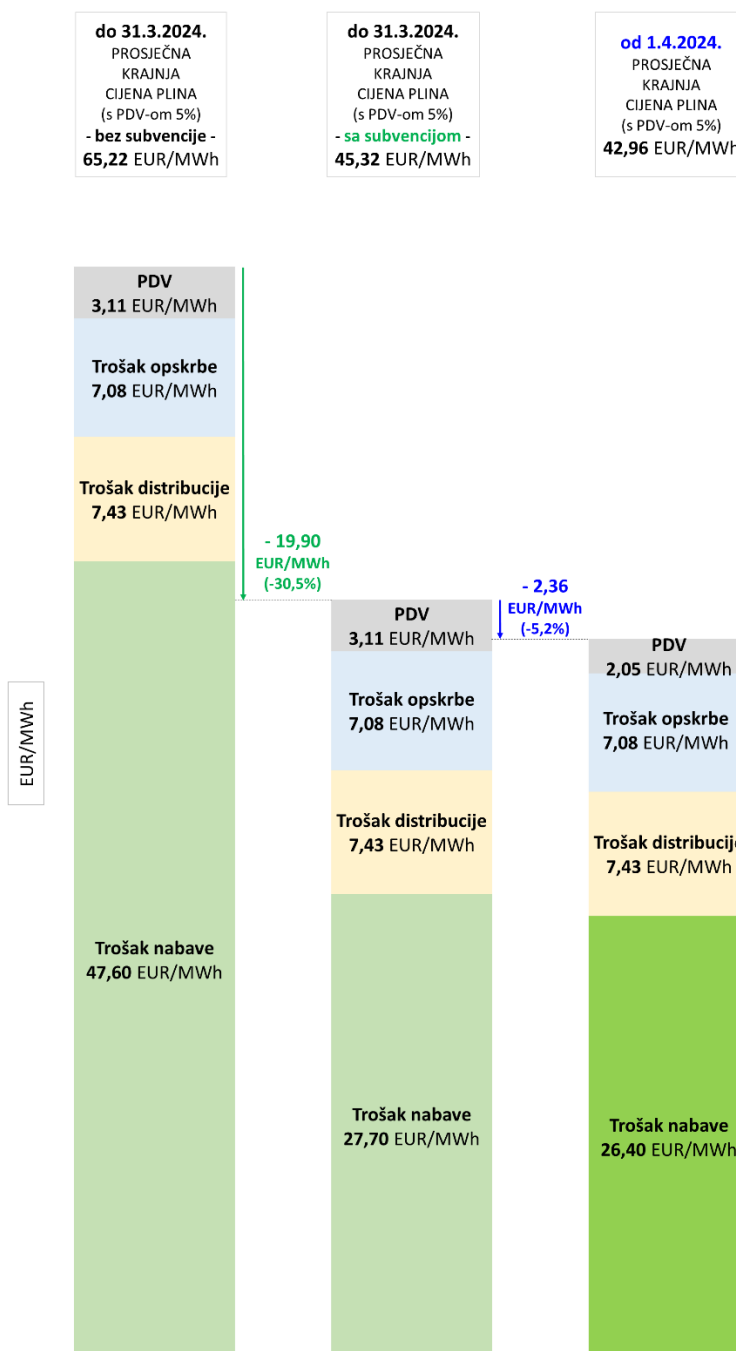 do 31.3.2024.
PROSJEČNA
KRAJNJA
CIJENA PLINA
(s PDV-om 5%)
- bez subvencije -
65,22 EUR/MWh
do 31.3.2024.
PROSJEČNA
KRAJNJA
CIJENA PLINA
(s PDV-om 5%)
- sa subvencijom -
45,32 EUR/MWh
od 1.4.2024.
PROSJEČNA
KRAJNJA
CIJENA PLINA
(s PDV-om 5%)
42,96 EUR/MWh
EUR/MWh
PDV
3,11 EUR/MWh
Trošak opskrbe
7,08 EUR/MWh
Trošak distribucije
7,43 EUR/MWh
Trošak nabave
47,60 EUR/MWh
- 19,90
EUR/MWh
(-30,5%)
PDV
3,11 EUR/MWh
Trošak opskrbe
7,08 EUR/MWh
Trošak distribucije
7,43 EUR/MWh
Trošak nabave
27,70 EUR/MWh
- 2,36
EUR/MWh
(-5,2%)
PDV
2,05 EUR/MWh
Trošak opskrbe
7,08 EUR/MWh
Trošak distribucije
7,43 EUR/MWh
Trošak nabave
26,40 EUR/MWh